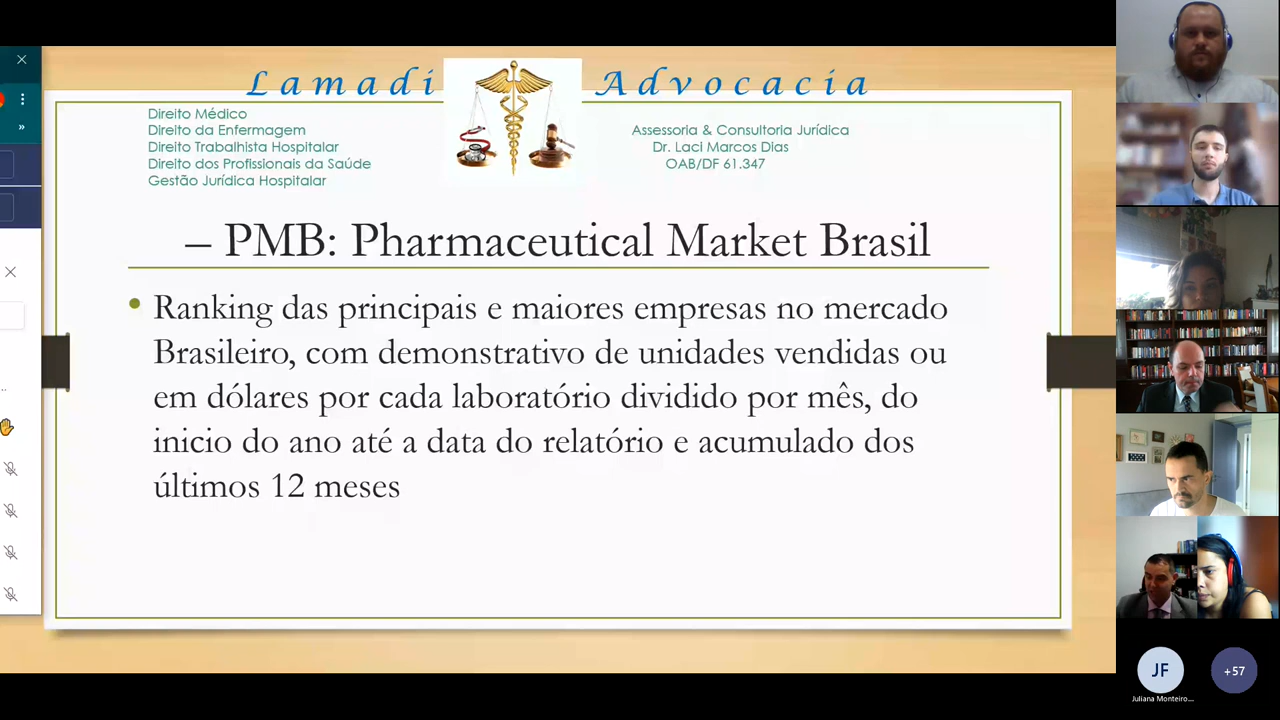 Lamadi Advocacia
Direito Médico
Direito da Enfermagem
Direito Trabalhista Hospitalar
Direito dos Profissionais da Saúde
Gestão Jurídica Hospitalar
Assessoria & Consultoria Jurídica
Dr. Laci Marcos Dias
OAB/DF 61.347
– PMB: Pharmaceutical Market Brasil
• Ranking das principais e maiores empresas no mercado
Brasileiro, com demonstrativo de unidades vendidas ou
em dólares por cada laboratório dividido por mês, do
inicio do ano até a data do relatório e acumulado dos
últimos 12 meses
JF
+57
Juliana Monteiro...